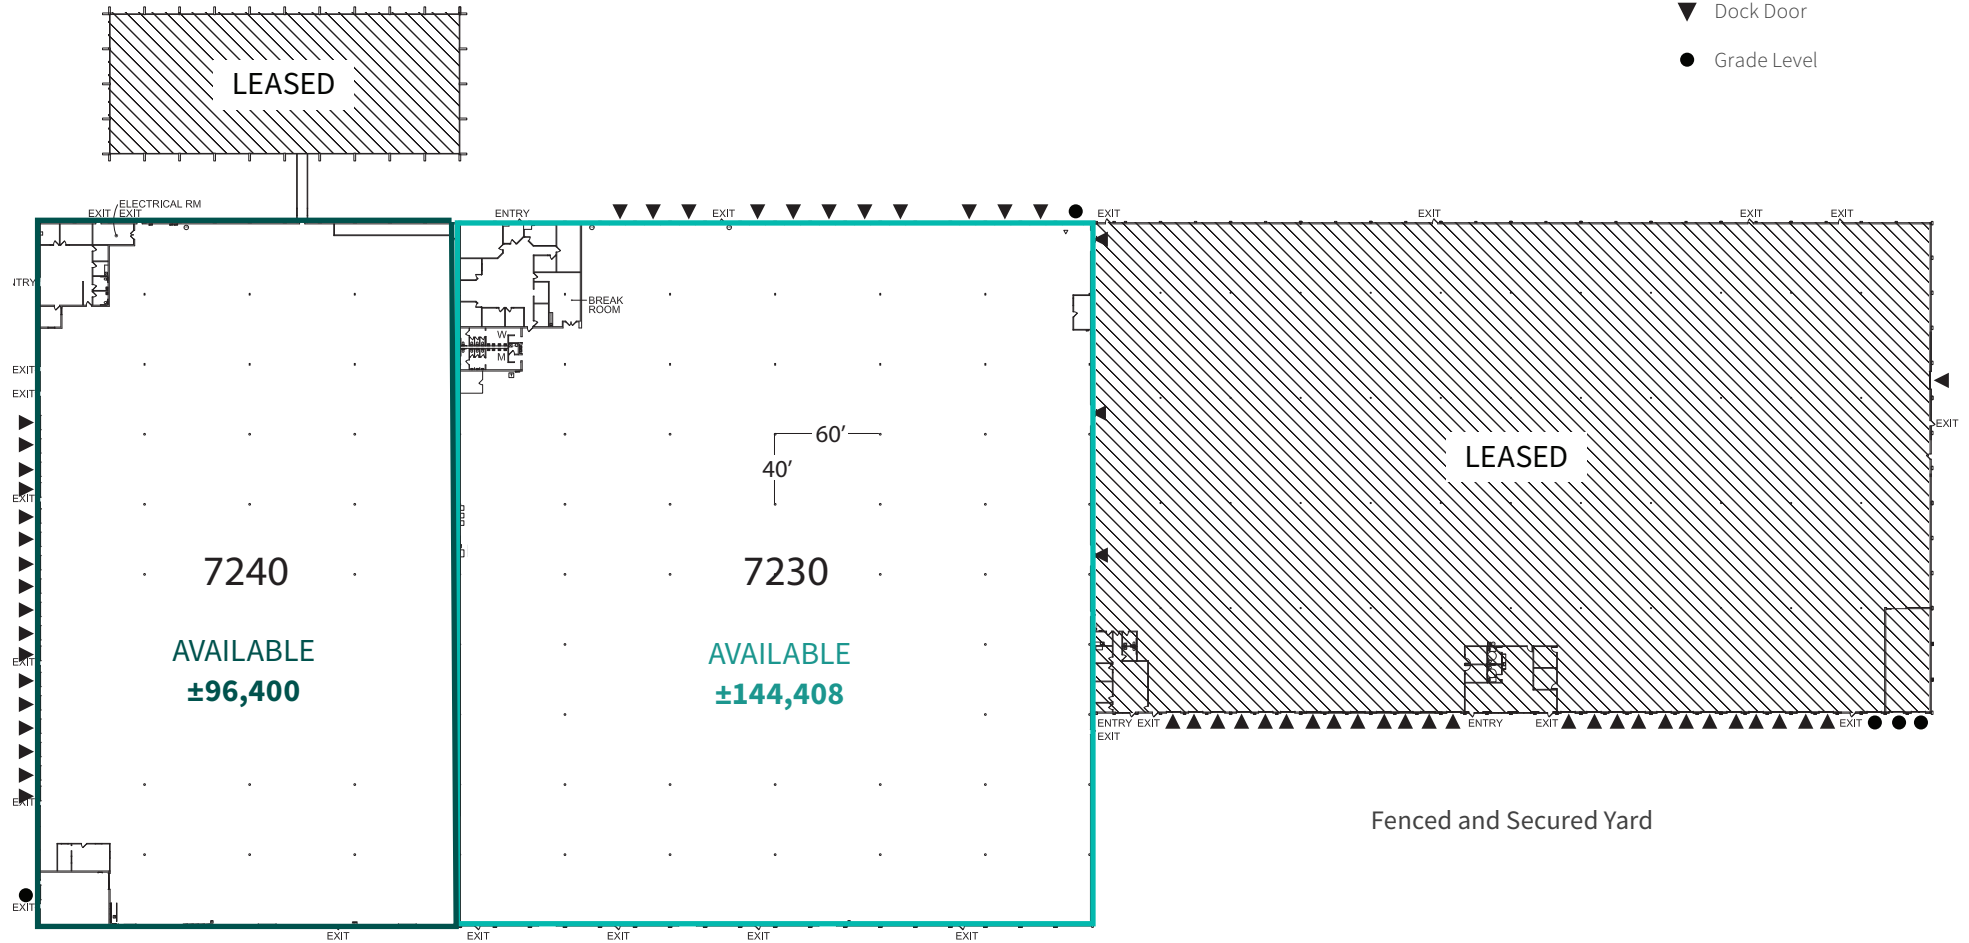 Dock Door
Grade Level
LEASED
ELECTRICAL RM
EXIT EXIT
ENTRY
EXIT
EXIT
EXIT
EXIT
EXIT
BREAK
ROOM
W
M
EXIT
EXIT
60’
40’
EXIT
LEASED
EXIT
7240
7230
AVAILABLE
±96,400
AVAILABLE
±144,408
EXIT
ENTRY EXIT
EXIT
ENTRY
EXIT
EXIT
EXIT
Fenced and Secured Yard
EXIT
EXIT
EXIT
EXIT
EXIT
EXIT